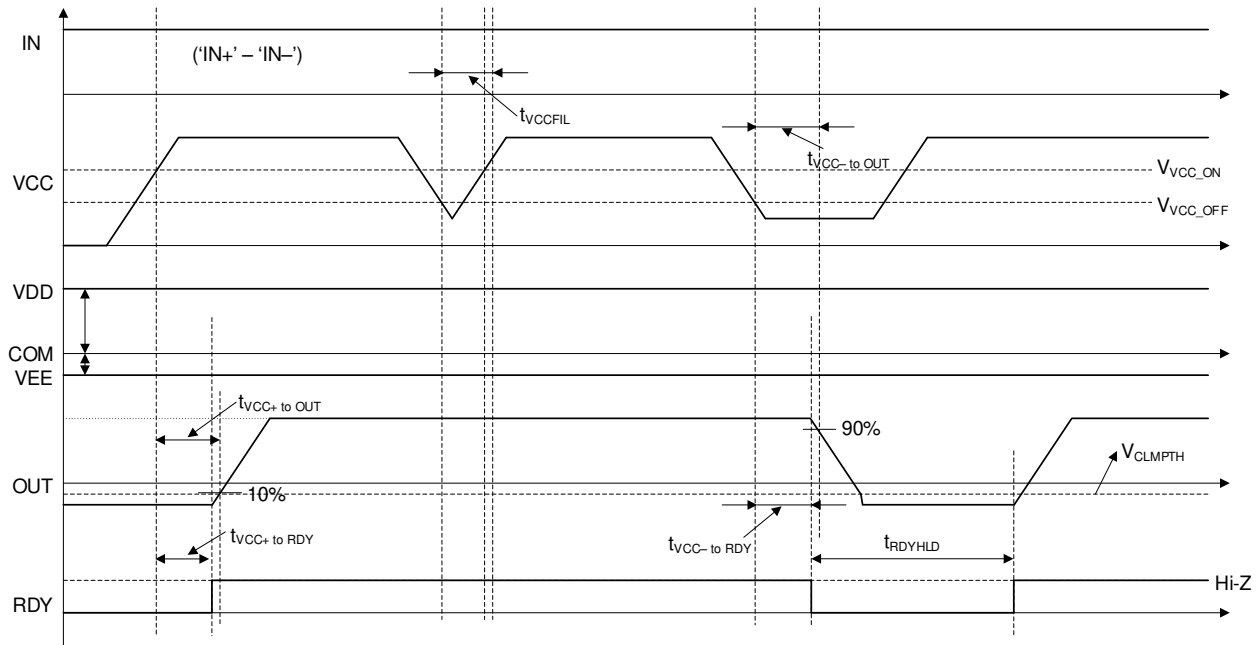 IN
('IN+' – 'IN–')
tVCCFIL
tVCC– to OUT
VCC
VVCC_ON
VVCC_OFF
VDD
COM
VEE
tVCC+ to OUT
90%
VCLMPTH
OUT
10%
tVCC+ to RDY
tVCC– to RDY
tRDYHLD
Hi-Z
RDY